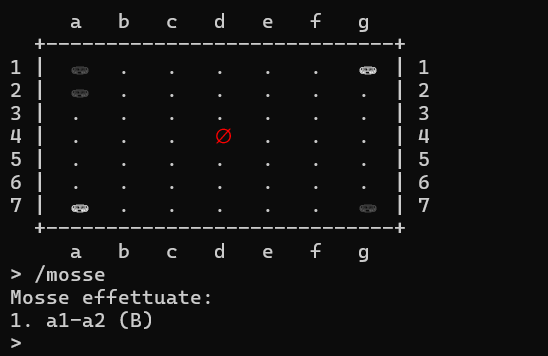 a b c d e f g
+-----------------------------+
1 | ⛂ . . . . . ⛂ | 1
2 | ⛂ . . . . . . | 2
3 | . . . . . . . | 3
4 | . . . ∅ . . . | 4
5 | . . . . . . . | 5
6 | . . . . . . . | 6
7 | ⛂ . . . . . ⛂ | 7
+-----------------------------+
a b c d e f g
> /mosse
Mosse effettuate:
1. a1-a2 (B)
>